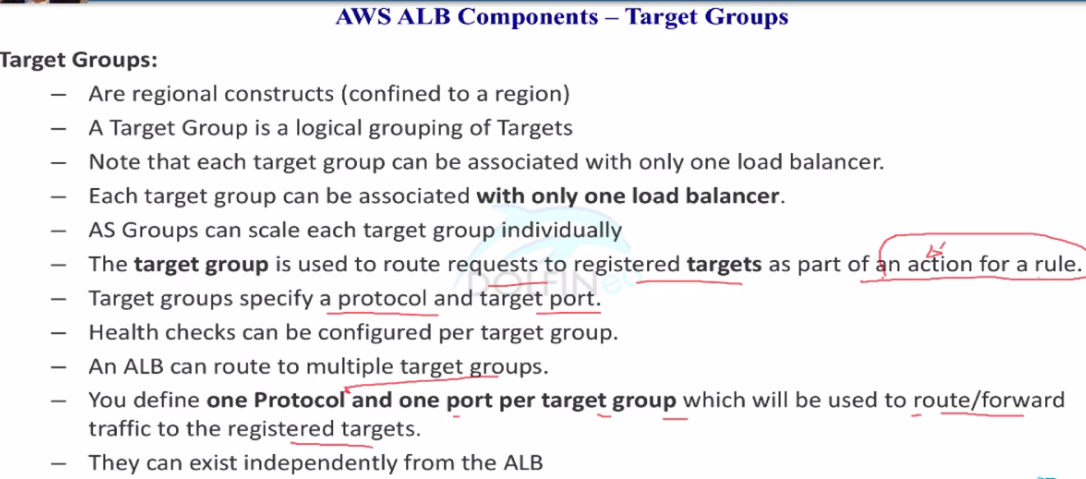 AWS ALB Components – Target Groups
Target Groups:
– Are regional constructs (confined to a region)
– A Target Group is a logical grouping of Targets
– Note that each target group can be associated with only one load balancer.
– Each target group can be associated with only one load balancer.
– AS Groups can scale each target group individually
– The target group is used to route requests to registered targets as part of an action for a rule.
– Target groups specify a protocol and target port.
– Health checks can be configured per target group.
– An ALB can route to multiple target groups.
– You define one Protocol and one port per target group which will be used to route/forward
traffic to the registered targets.
– They can exist independently from the ALB